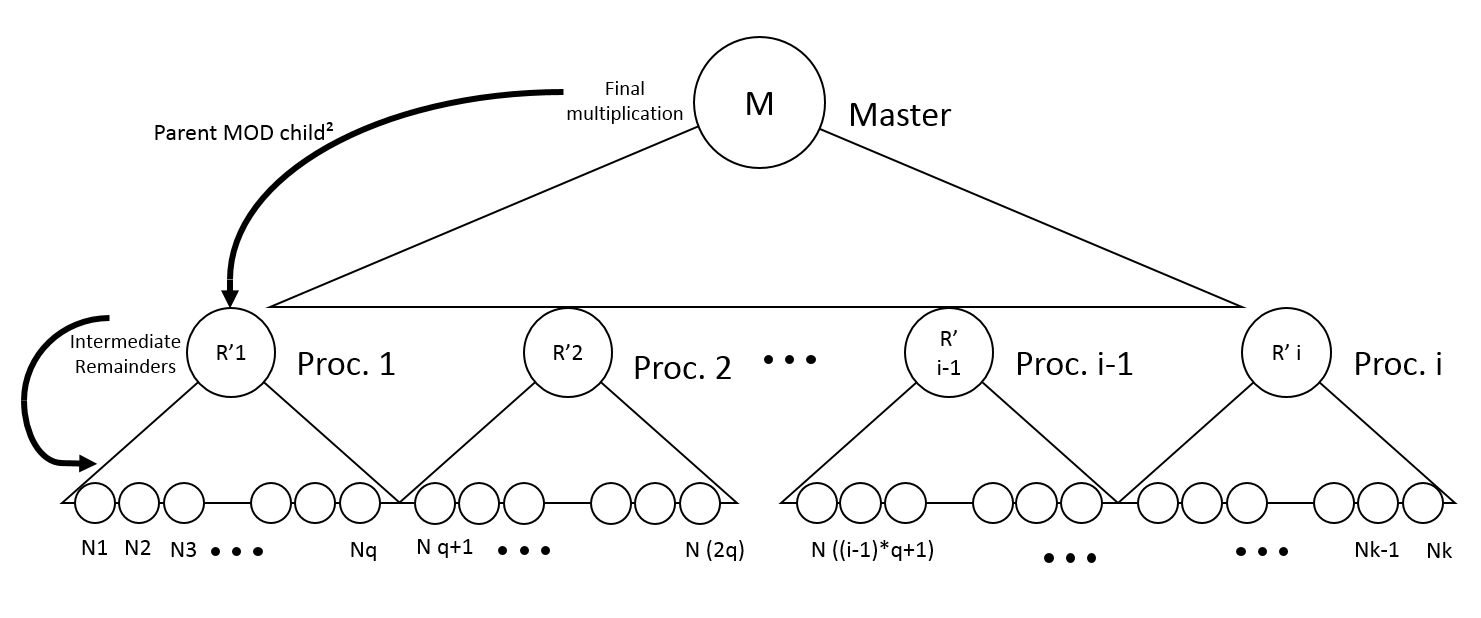 Final
multiplication
M
Master
Parent MOD child²
Intermediate
Remainders
R’1
Proc. 1
R’2
Proc. 2
R’
i-1
Proc. i-1
R’ i
Proc. i
N1 N2 N3 Nq N q+1 N (2q) N ((i-1)*q+1) Nk-1 Nk